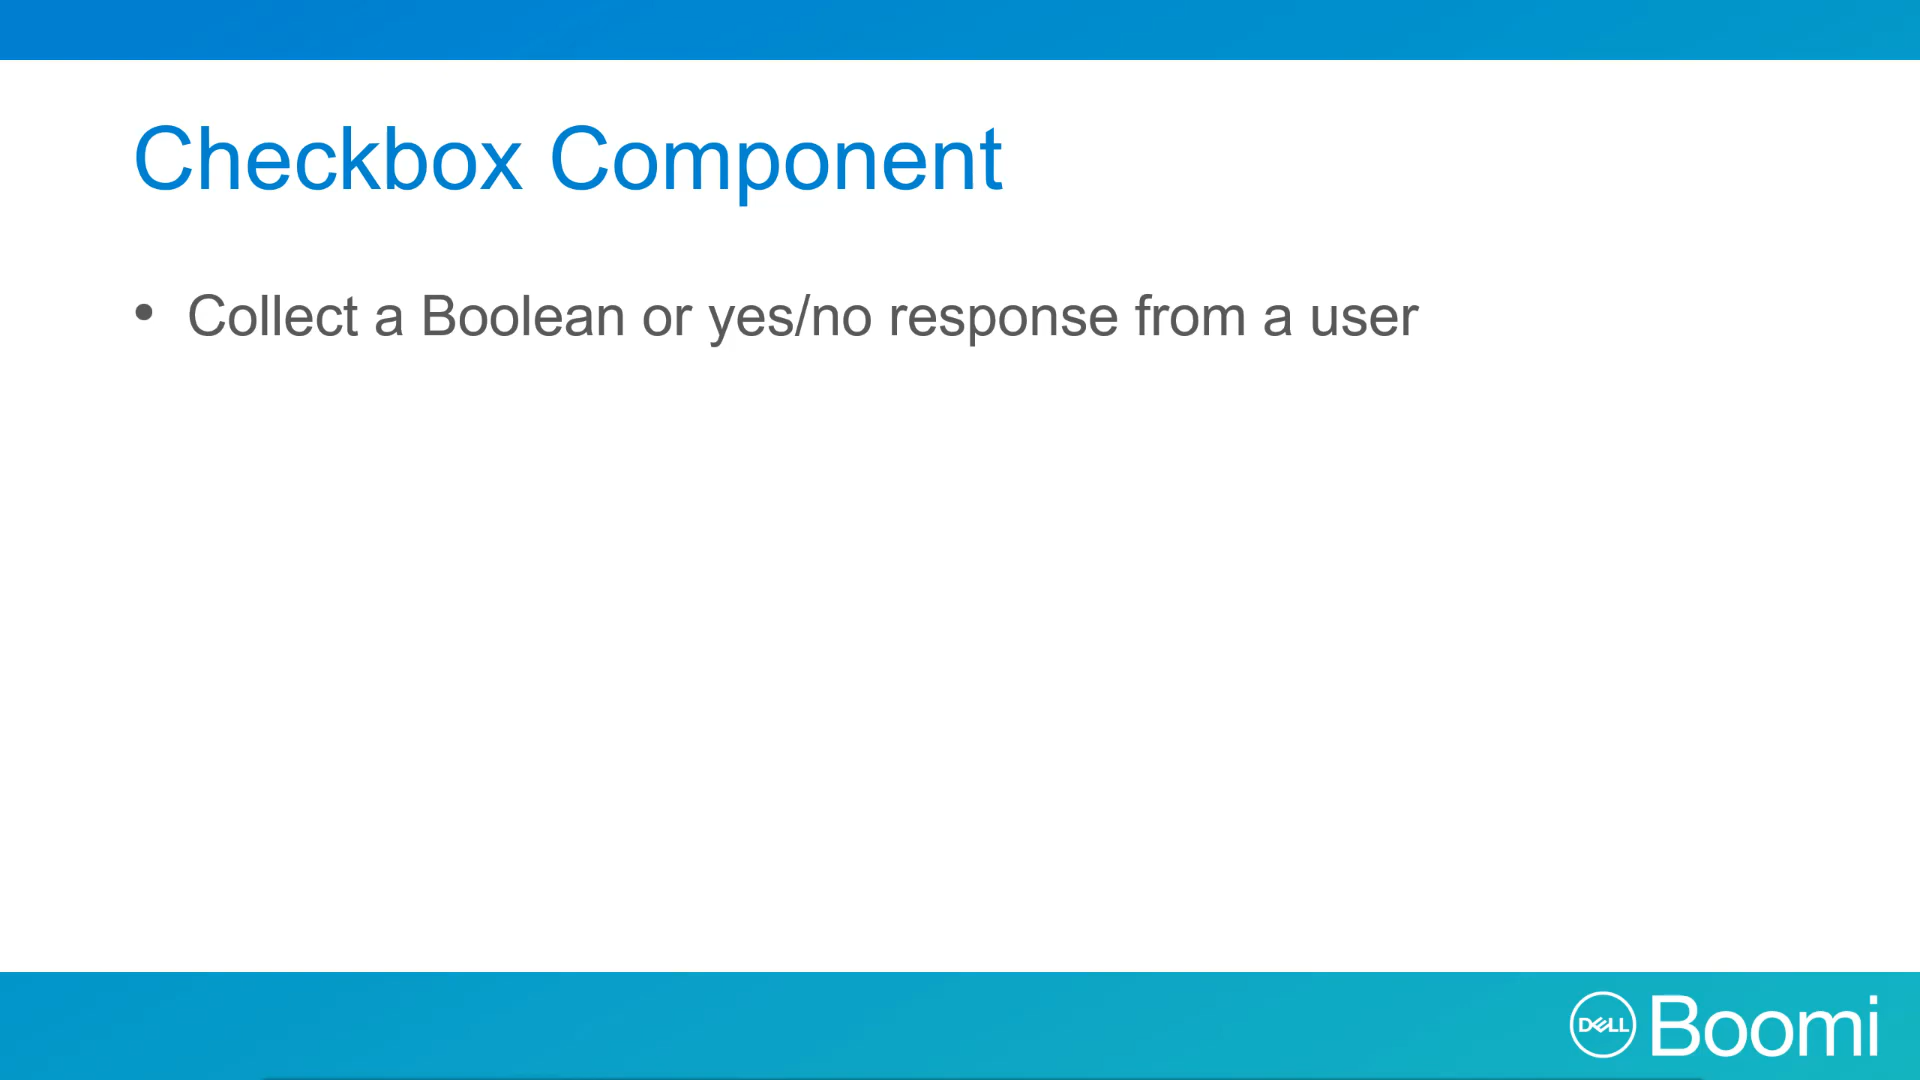 Checkbox Component
• Collect a Boolean or yes/no response from a user
DELL Boomi